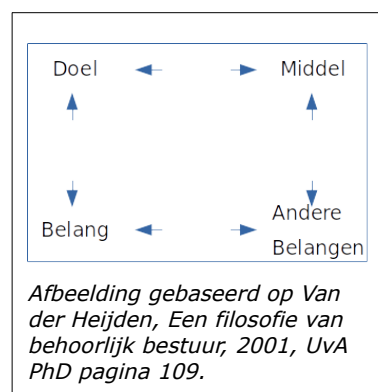 Doel Middel
Belang Andere
Belangen
Afbeelding gebaseerd op Van
der Heijden, Een filosofie van
behoorlijk bestuur, 2001, UvA
PhD pagina 109.